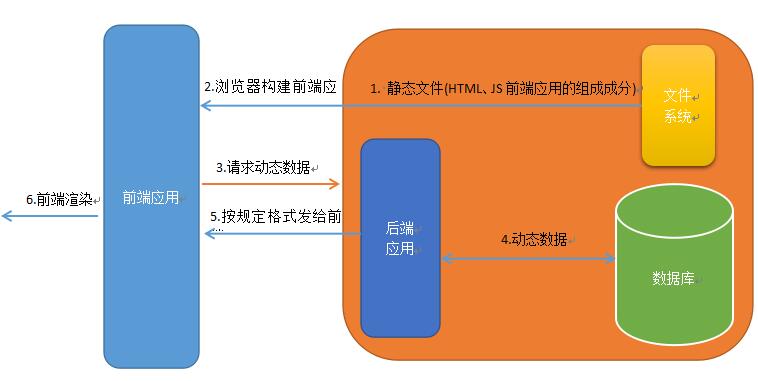 2.浏览器构建前端应
1. 静态文件(HTML、JS 前端应用的组成成分)
文件
系统
3.请求动态数据
6.前端渲染
前端应用
5.按规定格式发给前
后端
应用
4.动态数据
数据库